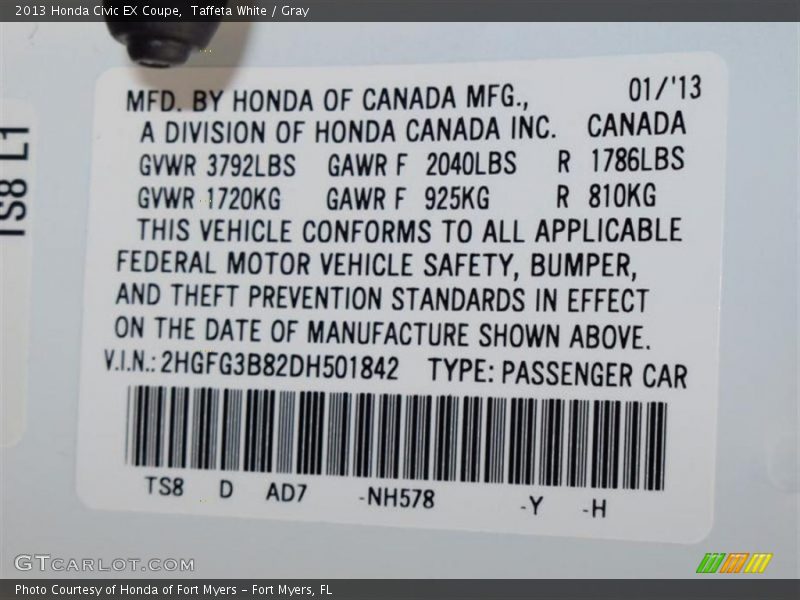 2013 Honda Civic EX Coupe,  Taffeta White / Gray
MFD. BY HONDA OF CANADA MFG., 01/'13
A DIVISION OF HONDA CANADA INC. CANADA
GVWR 3792LBS GAWR F 2040LBS R 1786LBS
GVWR 1720KG GAWR F 925KG R 810KG
THIS VEHICLE CONFORMS TO ALL APPLICABLE
FEDERAL MOTOR VEHICLE SAFETY, BUMPER,
AND THEFT PREVENTION STANDARDS IN EFFECT
ON THE DATE OF MANUFACTURE SHOWN ABOVE.
V.I.N.: 2HGFG3B82DH501842 TYPE: PASSENGER CAR
TS8 D AD7 -NH578 -Y -H
TS8 L1
GTCARLOT.COM
Photo Courtesy of Honda of Fort Myers – Fort Myers, FL